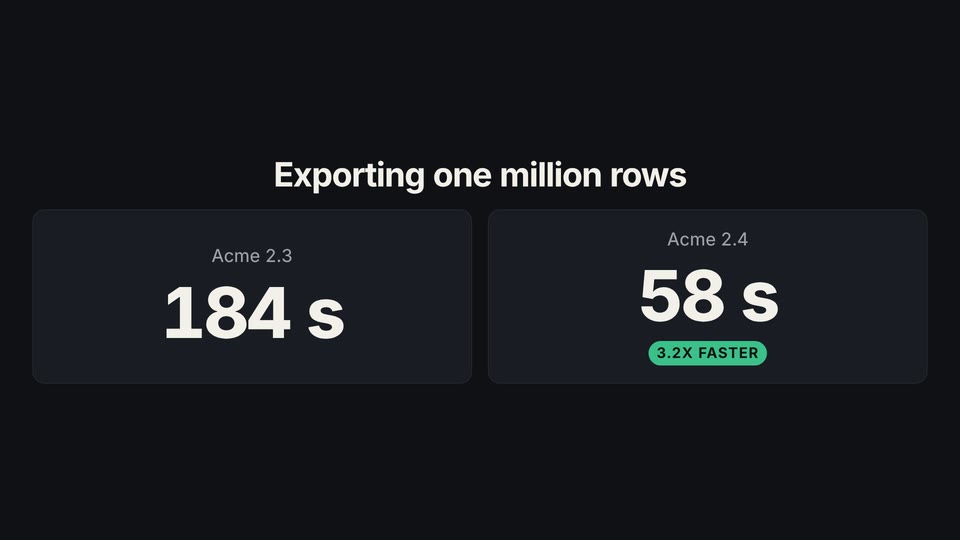 Exporting one million rows
Acme 2.3
184 s
Acme 2.4
58 s
3.2X FASTER